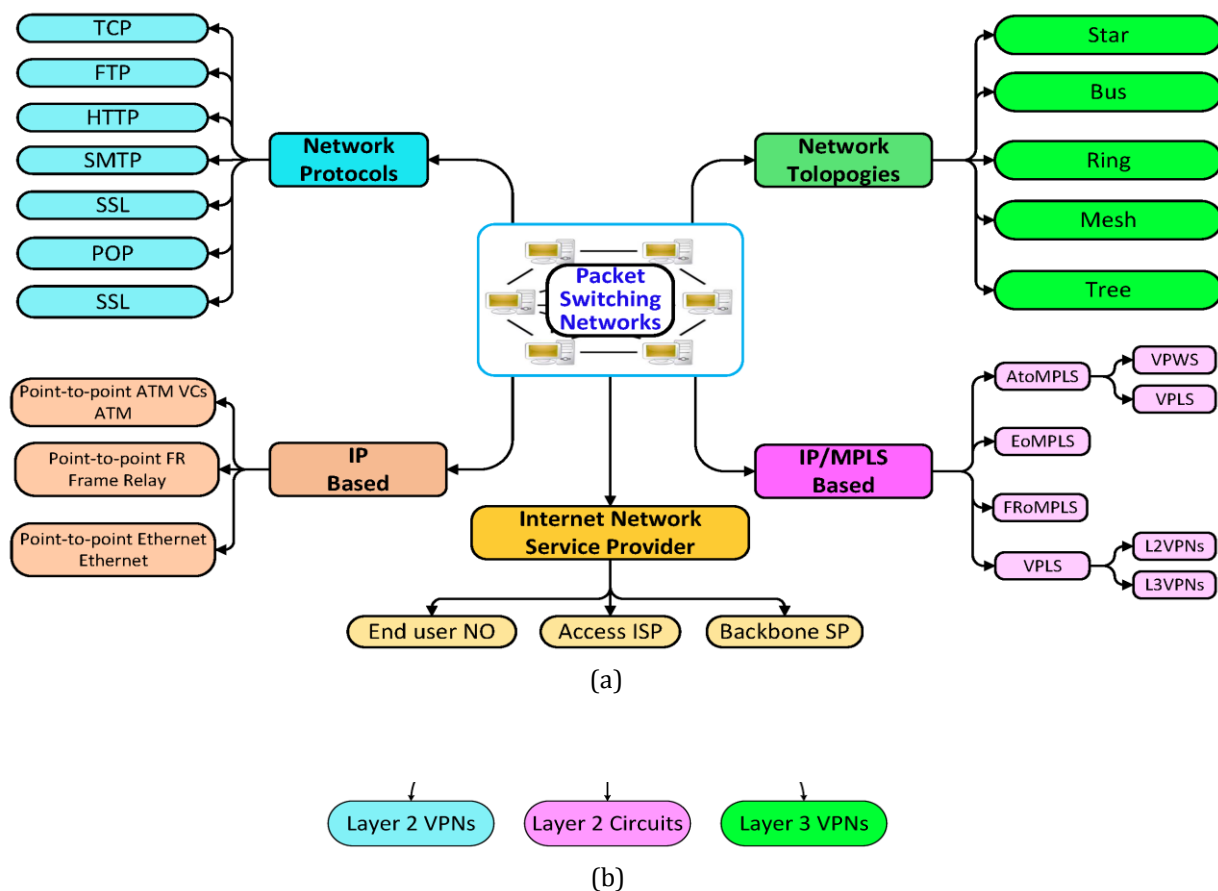 TCP
FTP
HTTP
SMTP
SSL
POP
SSL
Network
Protocols
Network
Tolopogies
Star
Bus
Ring
Mesh
Tree
Packet
Switching
Networks
Point-to-point ATM VCs
ATM
Point-to-point FR
Frame Relay
Point-to-point Ethernet
Ethernet
IP
Based
IP/MPLS
Based
AtoMPLS
VPWS
VPLS
EoMPLS
FRoMPLS
VPLS
L2VPNs
L3VPNs
Internet Network
Service Provider
End user NO
Access ISP
Backbone SP
(a)
Layer 2 VPNs
Layer 2 Circuits
Layer 3 VPNs
(b)